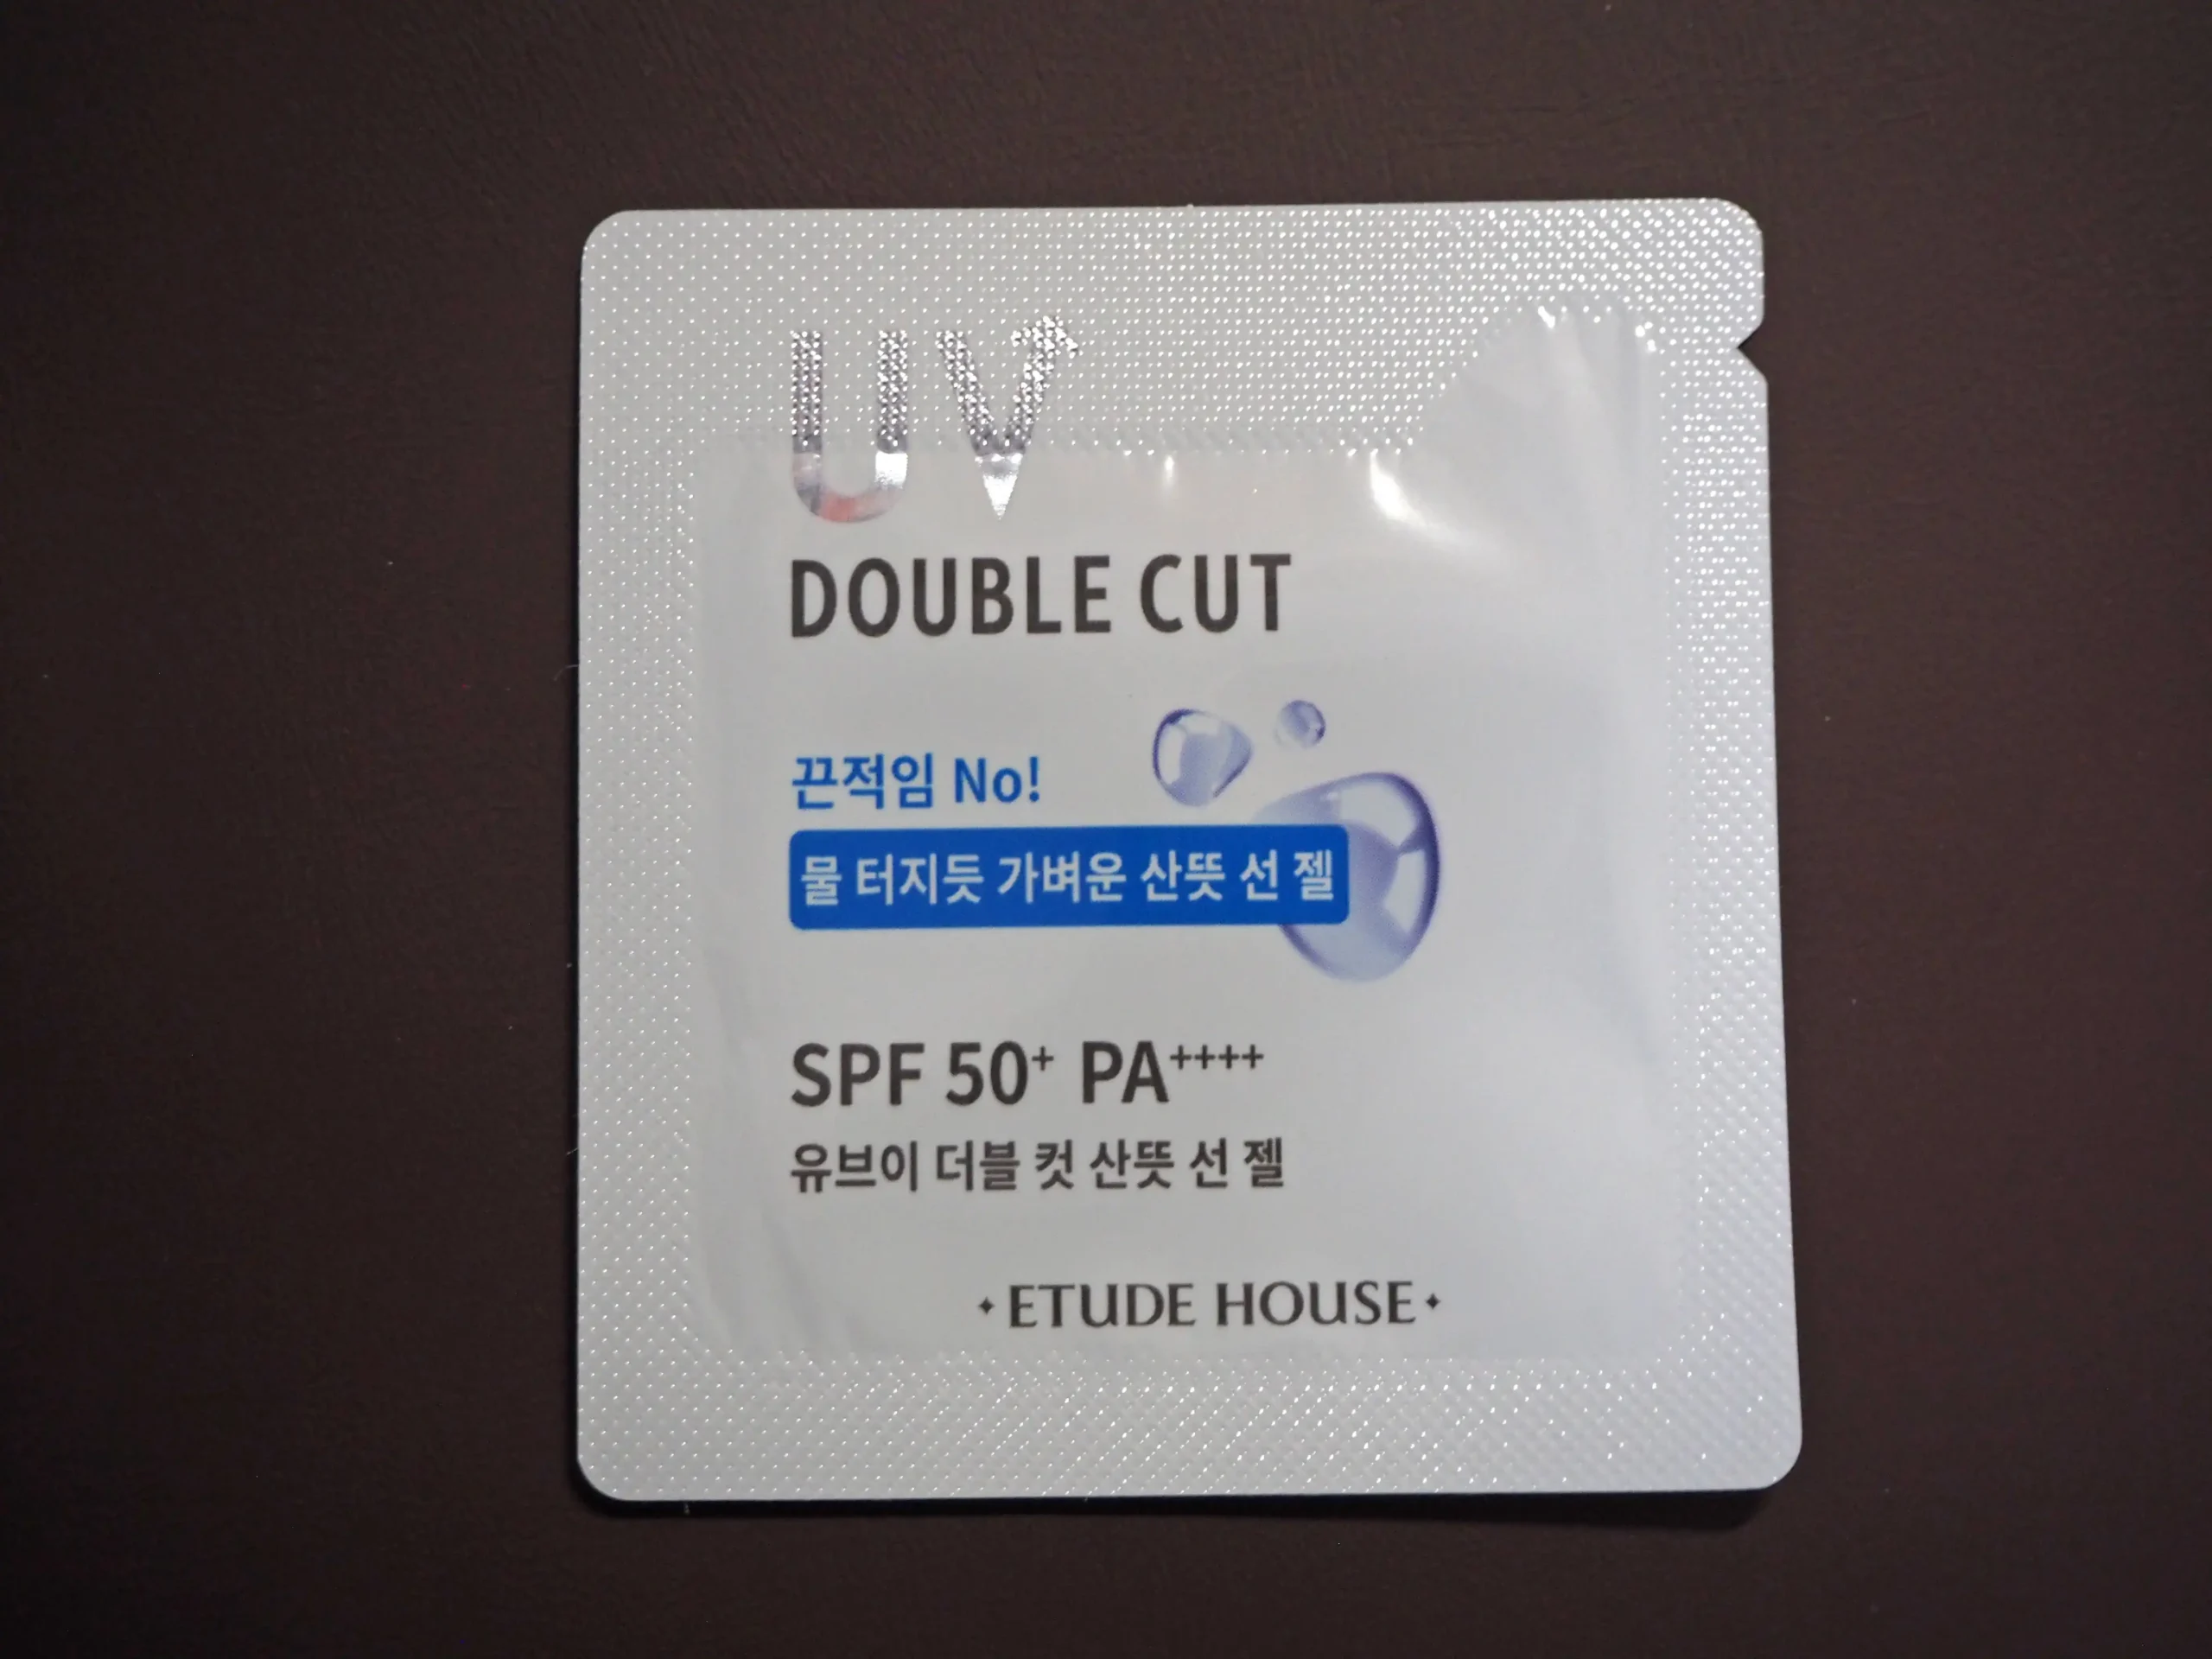 UV
DOUBLE CUT
끈적임 No!
물 터지듯 가벼운 산뜻 선 젤
SPF 50+ PA++++
유브이 더블 컷 산뜻 선 젤
ETUDE HOUSE